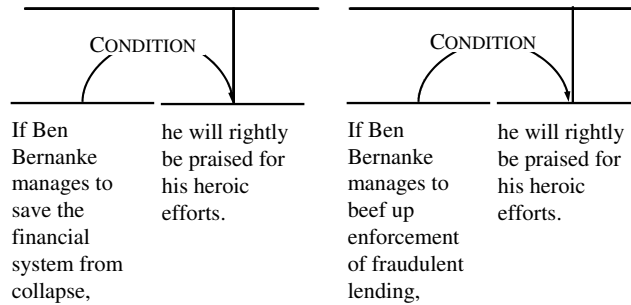 CONDITION
If Ben
Bernanke
manages to
save the
financial
system from
collapse,
he will rightly
be praised for
his heroic
efforts.
CONDITION
If Ben
Bernanke
manages to
beef up
enforcement
of fraudulent
lending,
he will rightly
be praised for
his heroic
efforts.